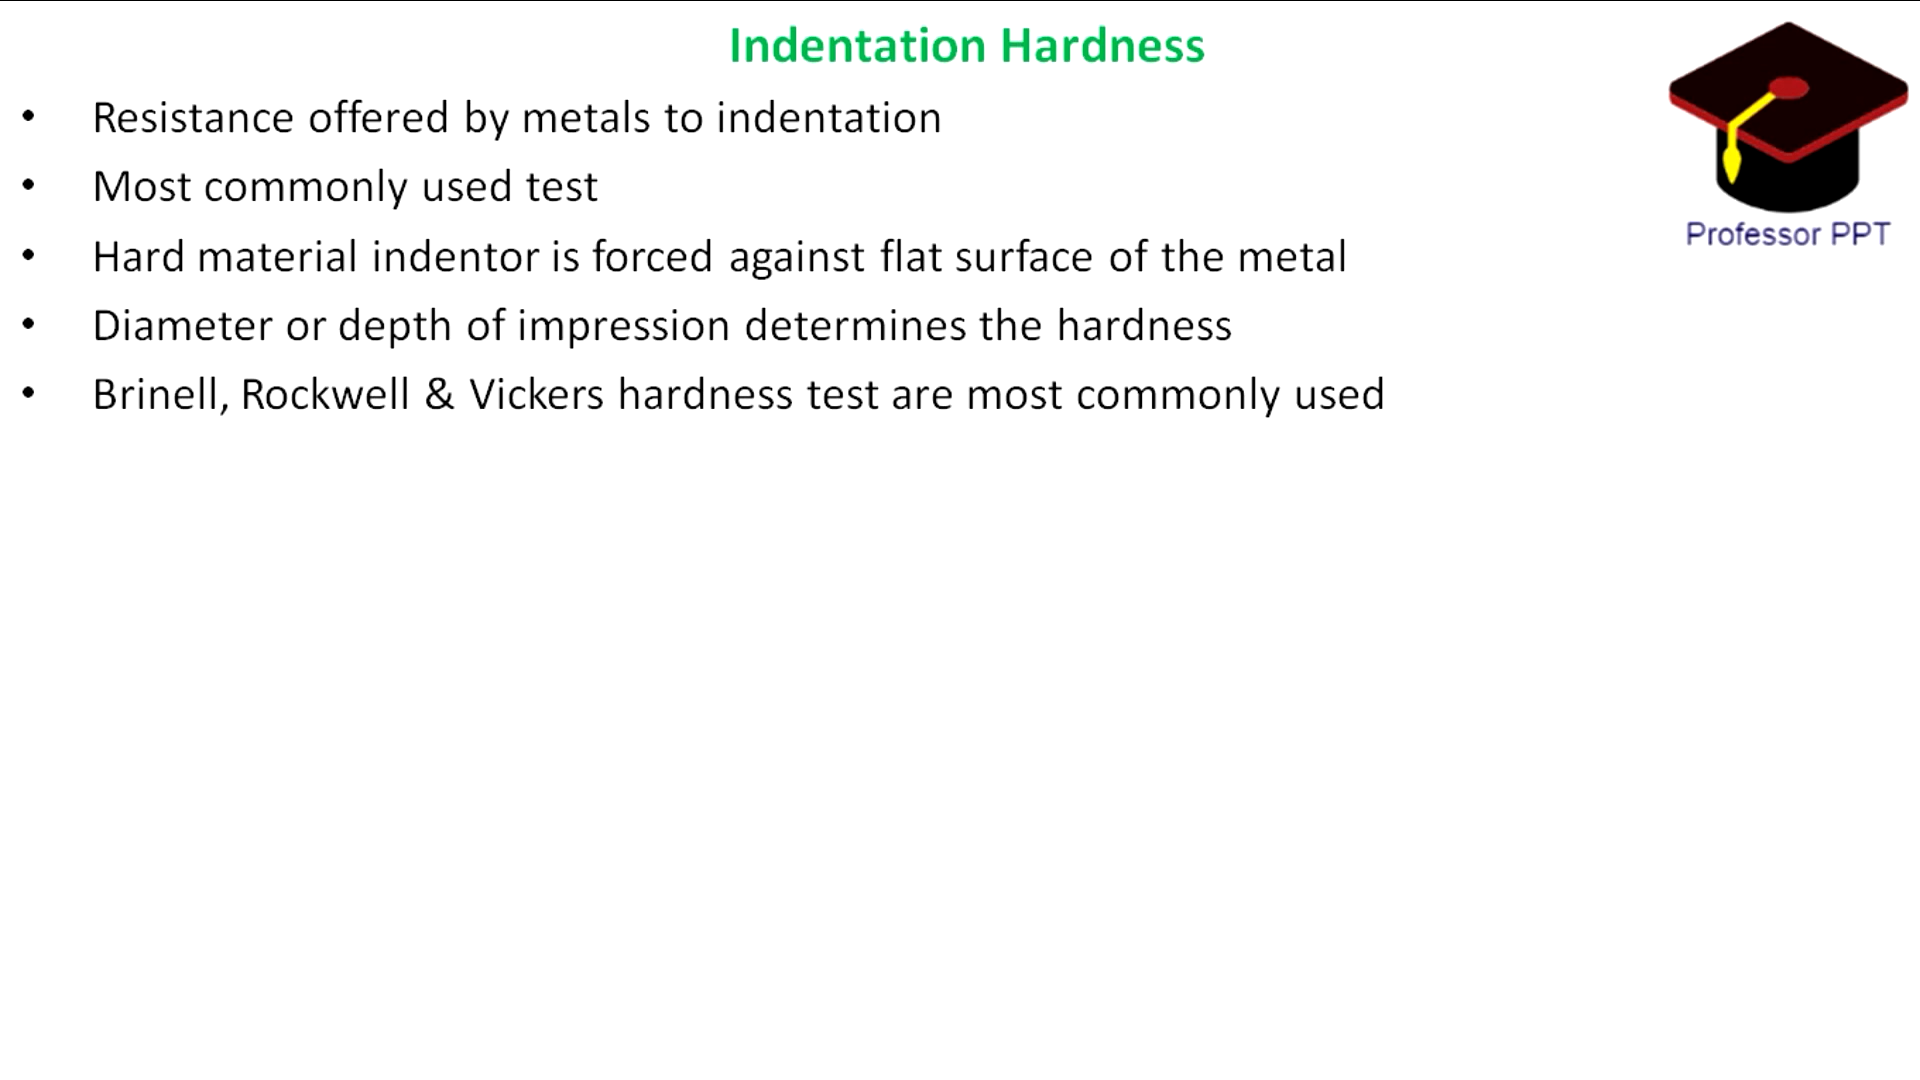 Indentation Hardness
• Resistance offered by metals to indentation
• Most commonly used test
• Hard material indentor is forced against flat surface of the metal
• Diameter or depth of impression determines the hardness
• Brinell, Rockwell & Vickers hardness test are most commonly used
Professor PPT